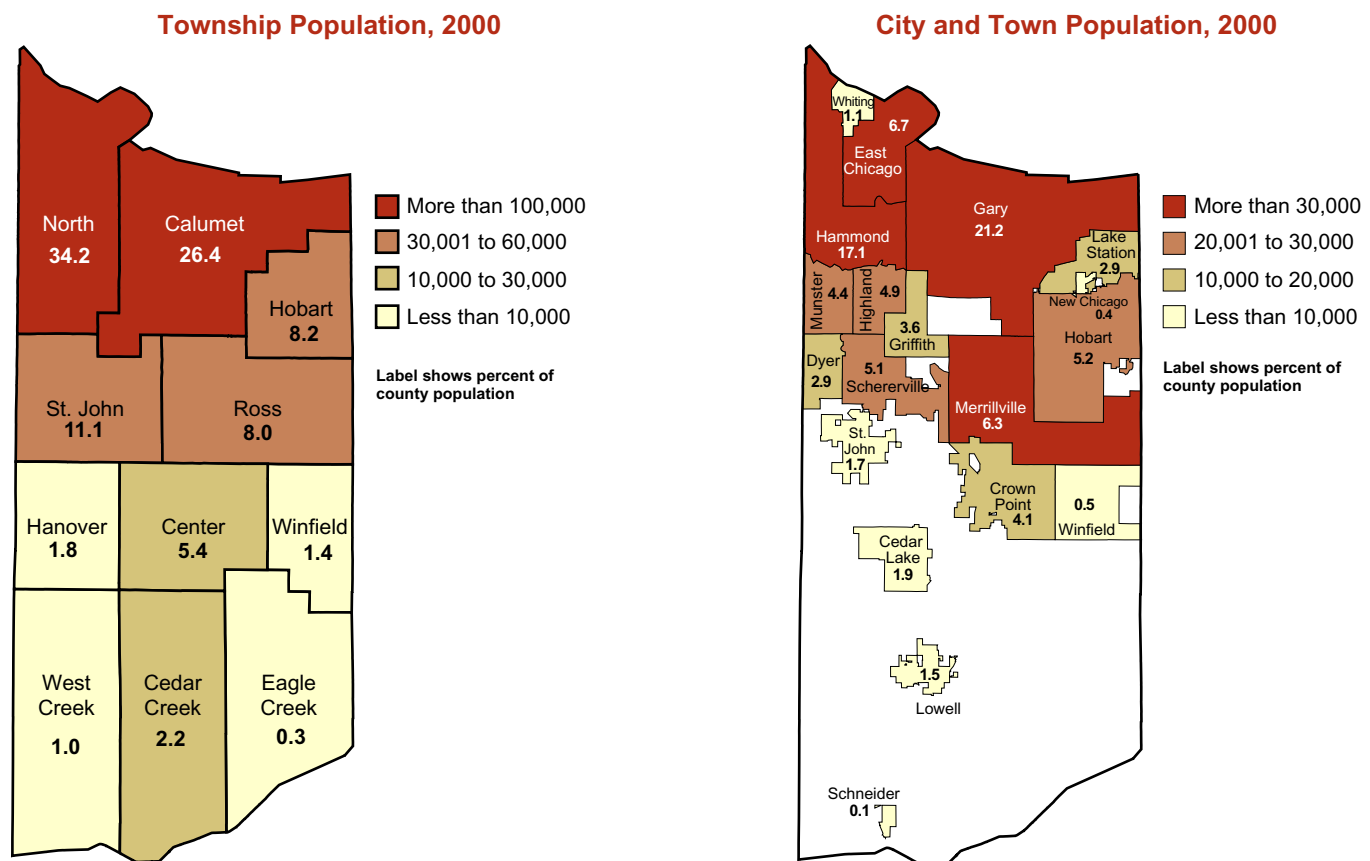 Township Population, 2000
North
34.2
Calumet
26.4
Hobart
8.2
St. John
11.1
Ross
8.0
Hanover
1.8
Center
5.4
Winfield
1.4
West
Creek
1.0
Cedar
Creek
2.2
Eagle
Creek
0.3
More than 100,000
30,001 to 60,000
10,000 to 30,000
Less than 10,000
Label shows percent of
county population
City and Town Population, 2000
Whiting
1.1
6.7
East
Chicago
Gary
21.2
Hammond
17.1
Lake
Station
2.9
Munster
4.4
Highland
4.9
New Chicago
0.4
3.6
Griffith
Hobart
5.2
Dyer
2.9
5.1
Schererville
Merrillville
6.3
St.
John
1.7
Crown
Point
4.1
0.5
Winfield
Cedar
Lake
1.9
1.5
Lowell
Schneider
0.1
More than 30,000
20,001 to 30,000
10,000 to 20,000
Less than 10,000
Label shows percent of
county population